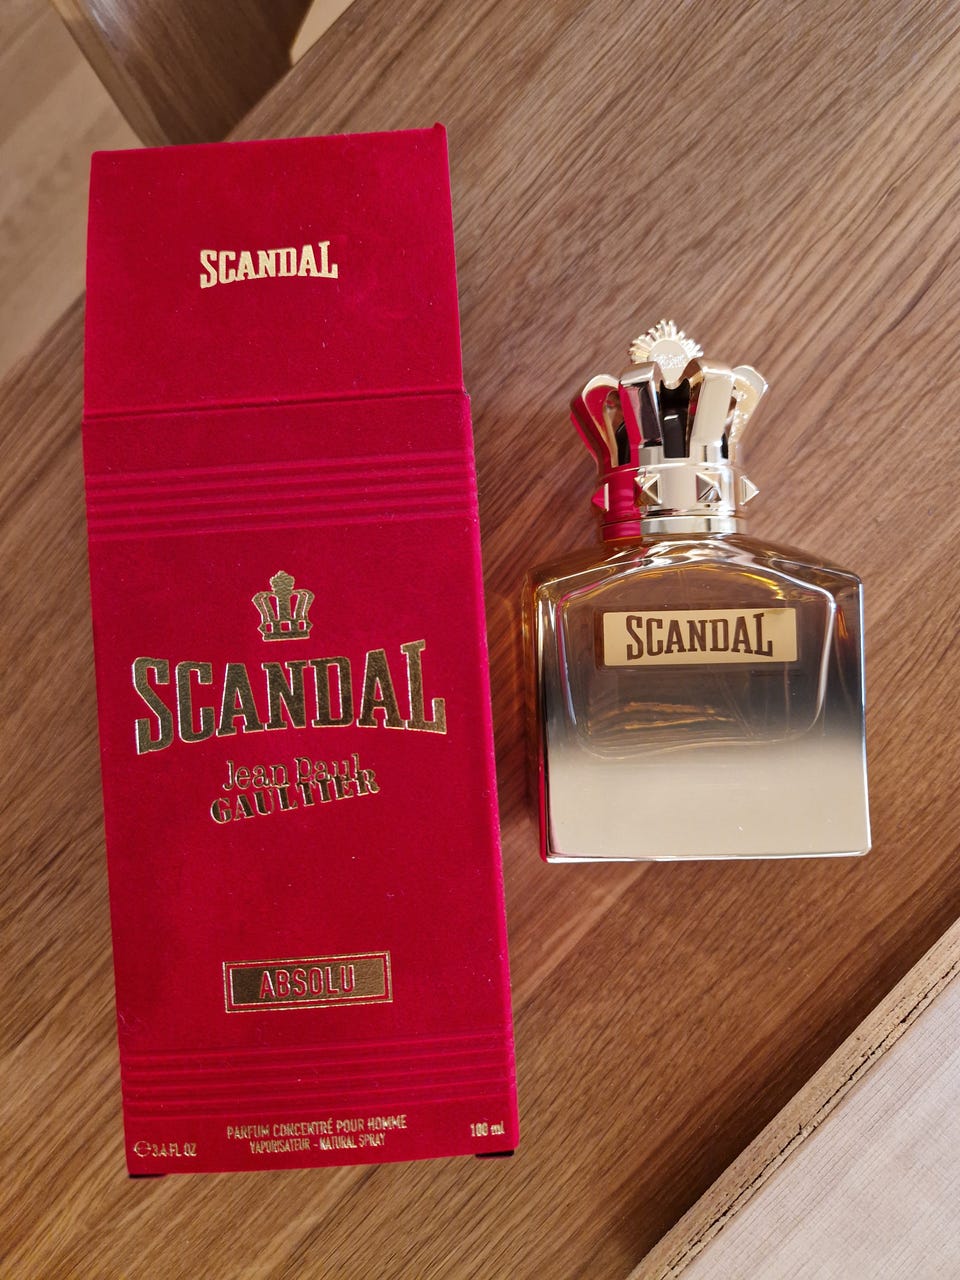 SCANDAL
SCANDAL
Jean Paul
GAULTIER
ABSOLU
PARFUM CONCENTRÉ POUR HOMME
VAPORISATEUR - NATURAL SPRAY
℮ 3.4 FL OZ
100 ml
SCANDAL